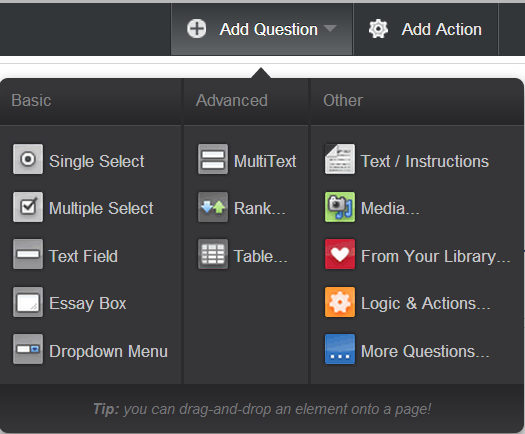 Add Question
Add Action
Basic
Advanced
Other
Single Select
MultiText
Text / Instructions
Multiple Select
Rank...
Media...
Text Field
Table...
From Your Library...
Essay Box
Logic & Actions...
Dropdown Menu
More Questions...
Tip: you can drag-and-drop an element onto a page!